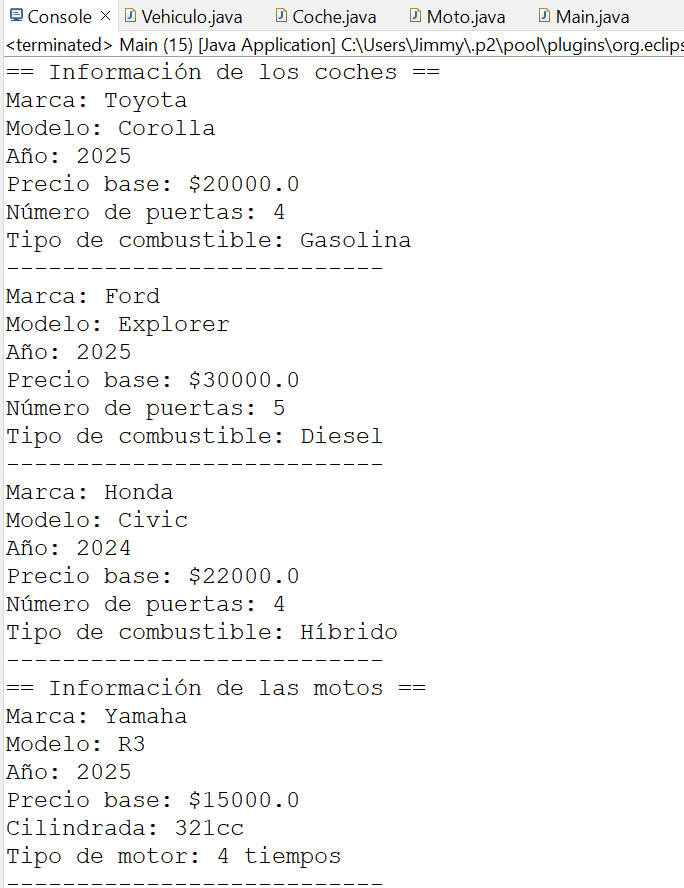 Console Vehiculo.java Coche.java Moto.java Main.java
<terminated> Main (15) [Java Application] C:\Users\Jimmy\.p2\pool\plugins\org.eclips
== Información de los coches ==
Marca: Toyota
Modelo: Corolla
Año: 2025
Precio base: $20000.0
Número de puertas: 4
Tipo de combustible: Gasolina
---------------------------
Marca: Ford
Modelo: Explorer
Año: 2025
Precio base: $30000.0
Número de puertas: 5
Tipo de combustible: Diesel
---------------------------
Marca: Honda
Modelo: Civic
Año: 2024
Precio base: $22000.0
Número de puertas: 4
Tipo de combustible: Híbrido
---------------------------
== Información de las motos ==
Marca: Yamaha
Modelo: R3
Año: 2025
Precio base: $15000.0
Cilindrada: 321cc
Tipo de motor: 4 tiempos
---------------------------